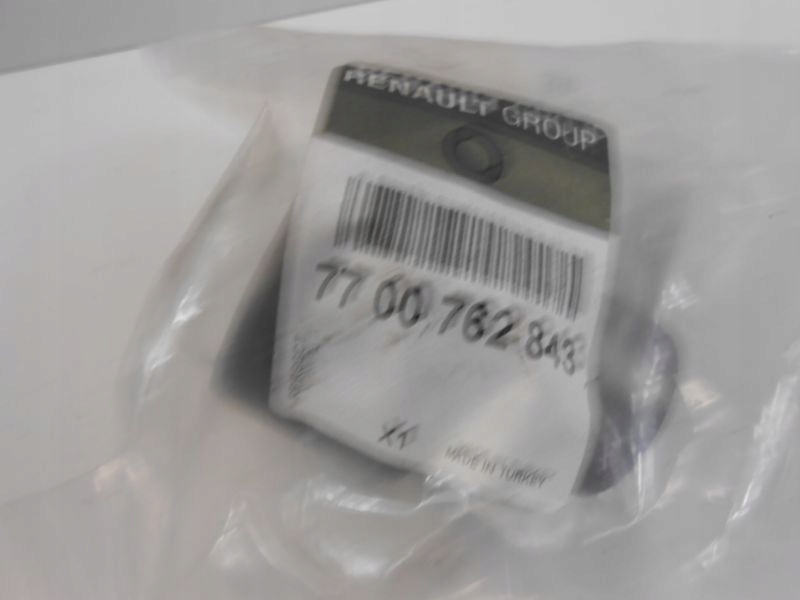 RENAULT GROUP
77 00 762 843
X1
MADE IN TURKEY